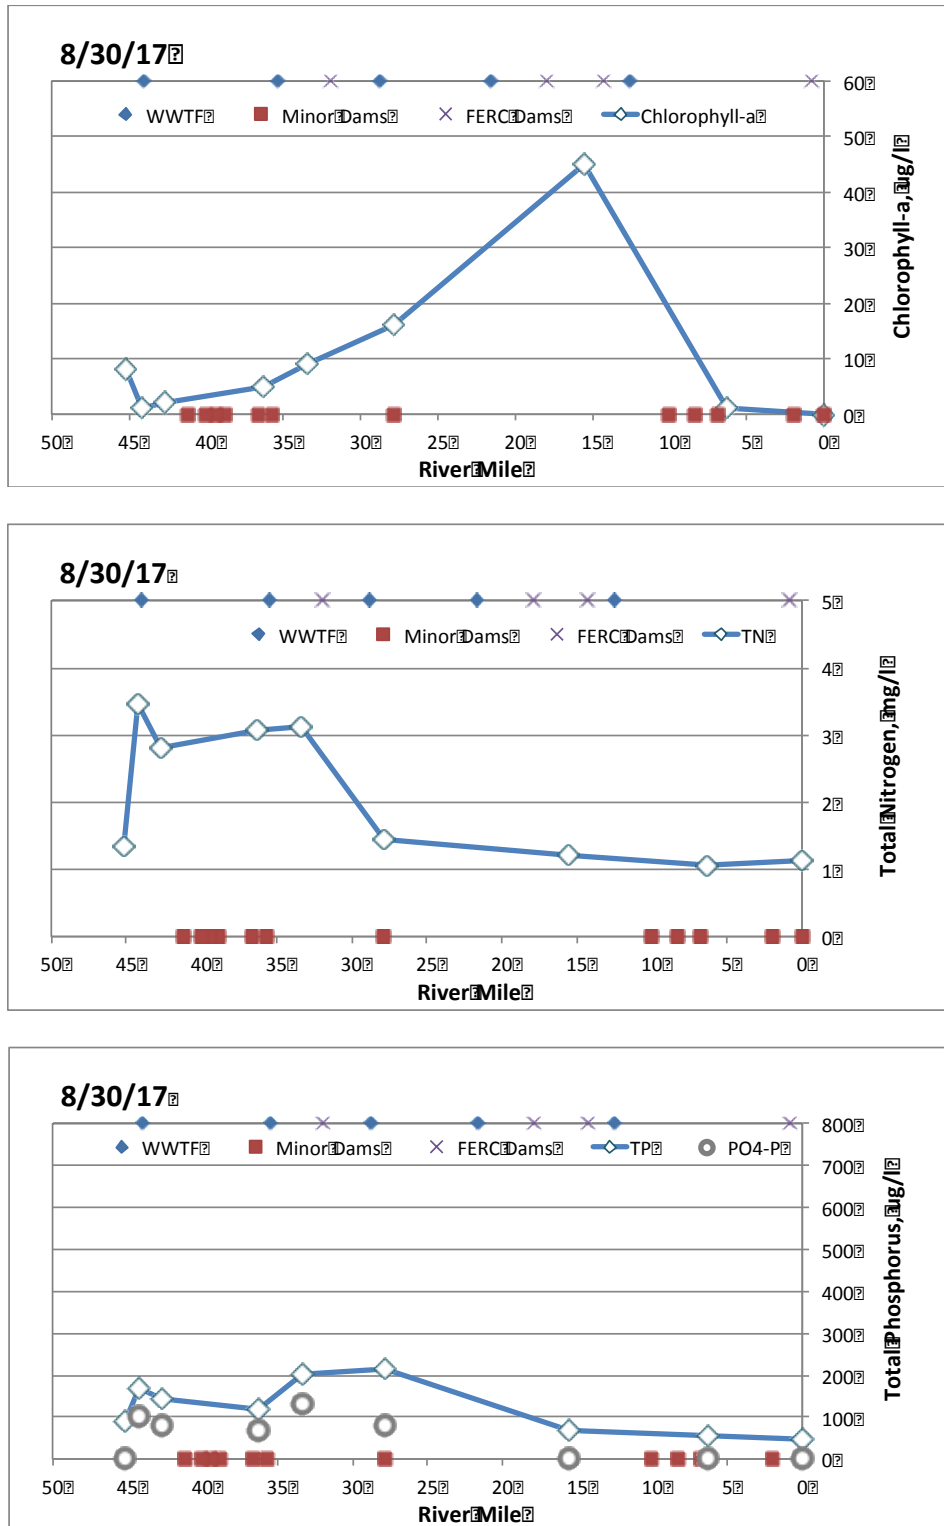 8/30/17
60
WWTF Minor Dams FERC Dams Chlorophyll-a
50
40
30
20
10
0
Chlorophyll-a, ug/l
50 45 40 35 30 25 20 15 10 5 0
River Mile
8/30/17
5
WWTF Minor Dams FERC Dams TN
4
3
2
1
0
Total Nitrogen, mg/l
50 45 40 35 30 25 20 15 10 5 0
River Mile
8/30/17
800
WWTF Minor Dams FERC Dams TP PO4-P
700
600
500
400
300
200
100
0
Total Phosphorus, ug/l
50 45 40 35 30 25 20 15 10 5 0
River Mile